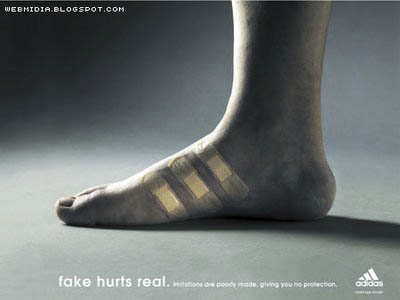 WEBMIDIA.BLOGSPOT.COM
fake hurts real. imitations are poorly made, giving you no protection.
adidas